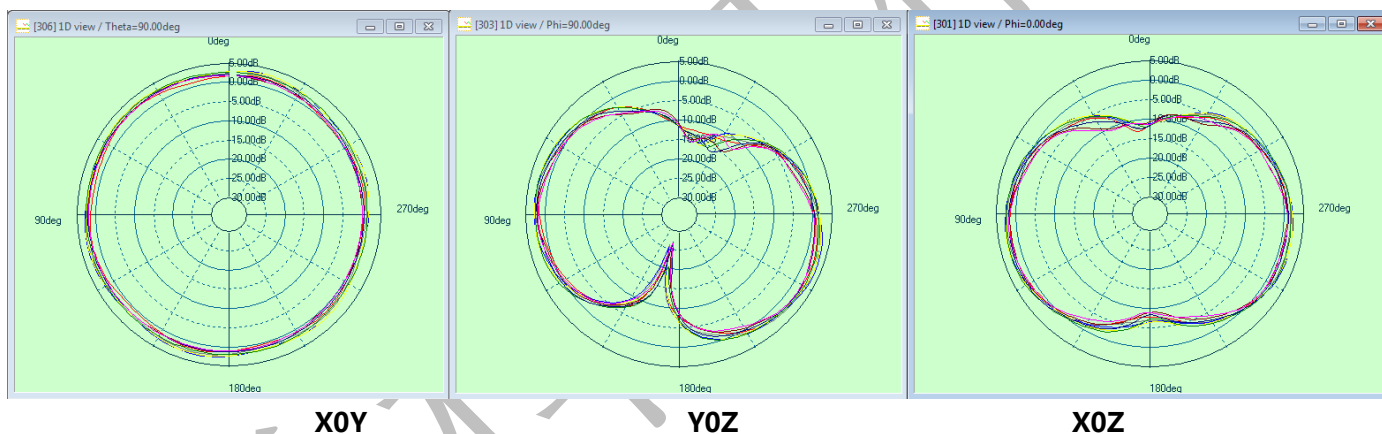 [306] 1D view / Theta=90.00deg
0deg
5.00dB
0.00dB
5.00dB
10.00dB
15.00dB
20.00dB
25.00dB
30.00dB
90deg
270deg
180deg
X0Y
[303] 1D view / Phi=90.00deg
0deg
5.00dB
0.00dB
5.00dB
10.00dB
15.00dB
20.00dB
25.00dB
30.00dB
90deg
270deg
180deg
Y0Z
[301] 1D view / Phi=0.00deg
0deg
5.00dB
0.00dB
5.00dB
10.00dB
15.00dB
20.00dB
25.00dB
30.00dB
90deg
270deg
180deg
X0Z